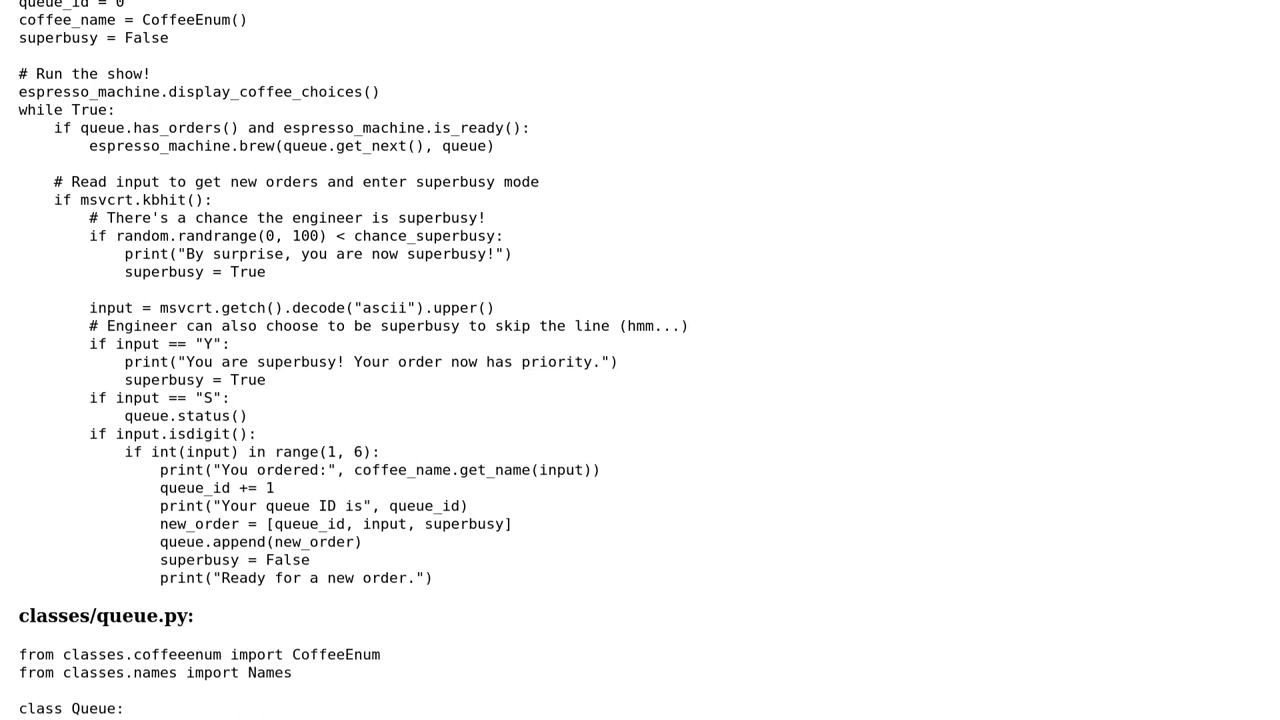 queue_id = 0
coffee_name = CoffeeEnum()
superbusy = False

# Run the show!
espresso_machine.display_coffee_choices()
while True:
    if queue.has_orders() and espresso_machine.is_ready():
        espresso_machine.brew(queue.get_next(), queue)

    # Read input to get new orders and enter superbusy mode
    if msvcrt.kbhit():
        # There's a chance the engineer is superbusy!
        if random.randrange(0, 100) < chance_superbusy:
            print("By surprise, you are now superbusy!")
            superbusy = True

        input = msvcrt.getch().decode("ascii").upper()
        # Engineer can also choose to be superbusy to skip the line (hmm...)
        if input == "Y":
            print("You are superbusy! Your order now has priority.")
            superbusy = True
        if input == "S":
            queue.status()
        if input.isdigit():
            if int(input) in range(1, 6):
                print("You ordered:", coffee_name.get_name(input))
                queue_id += 1
                print("Your queue ID is", queue_id)
                new_order = [queue_id, input, superbusy]
                queue.append(new_order)
                superbusy = False
                print("Ready for a new order.")

classes/queue.py:

from classes.coffeeenum import CoffeeEnum
from classes.names import Names

class Queue: